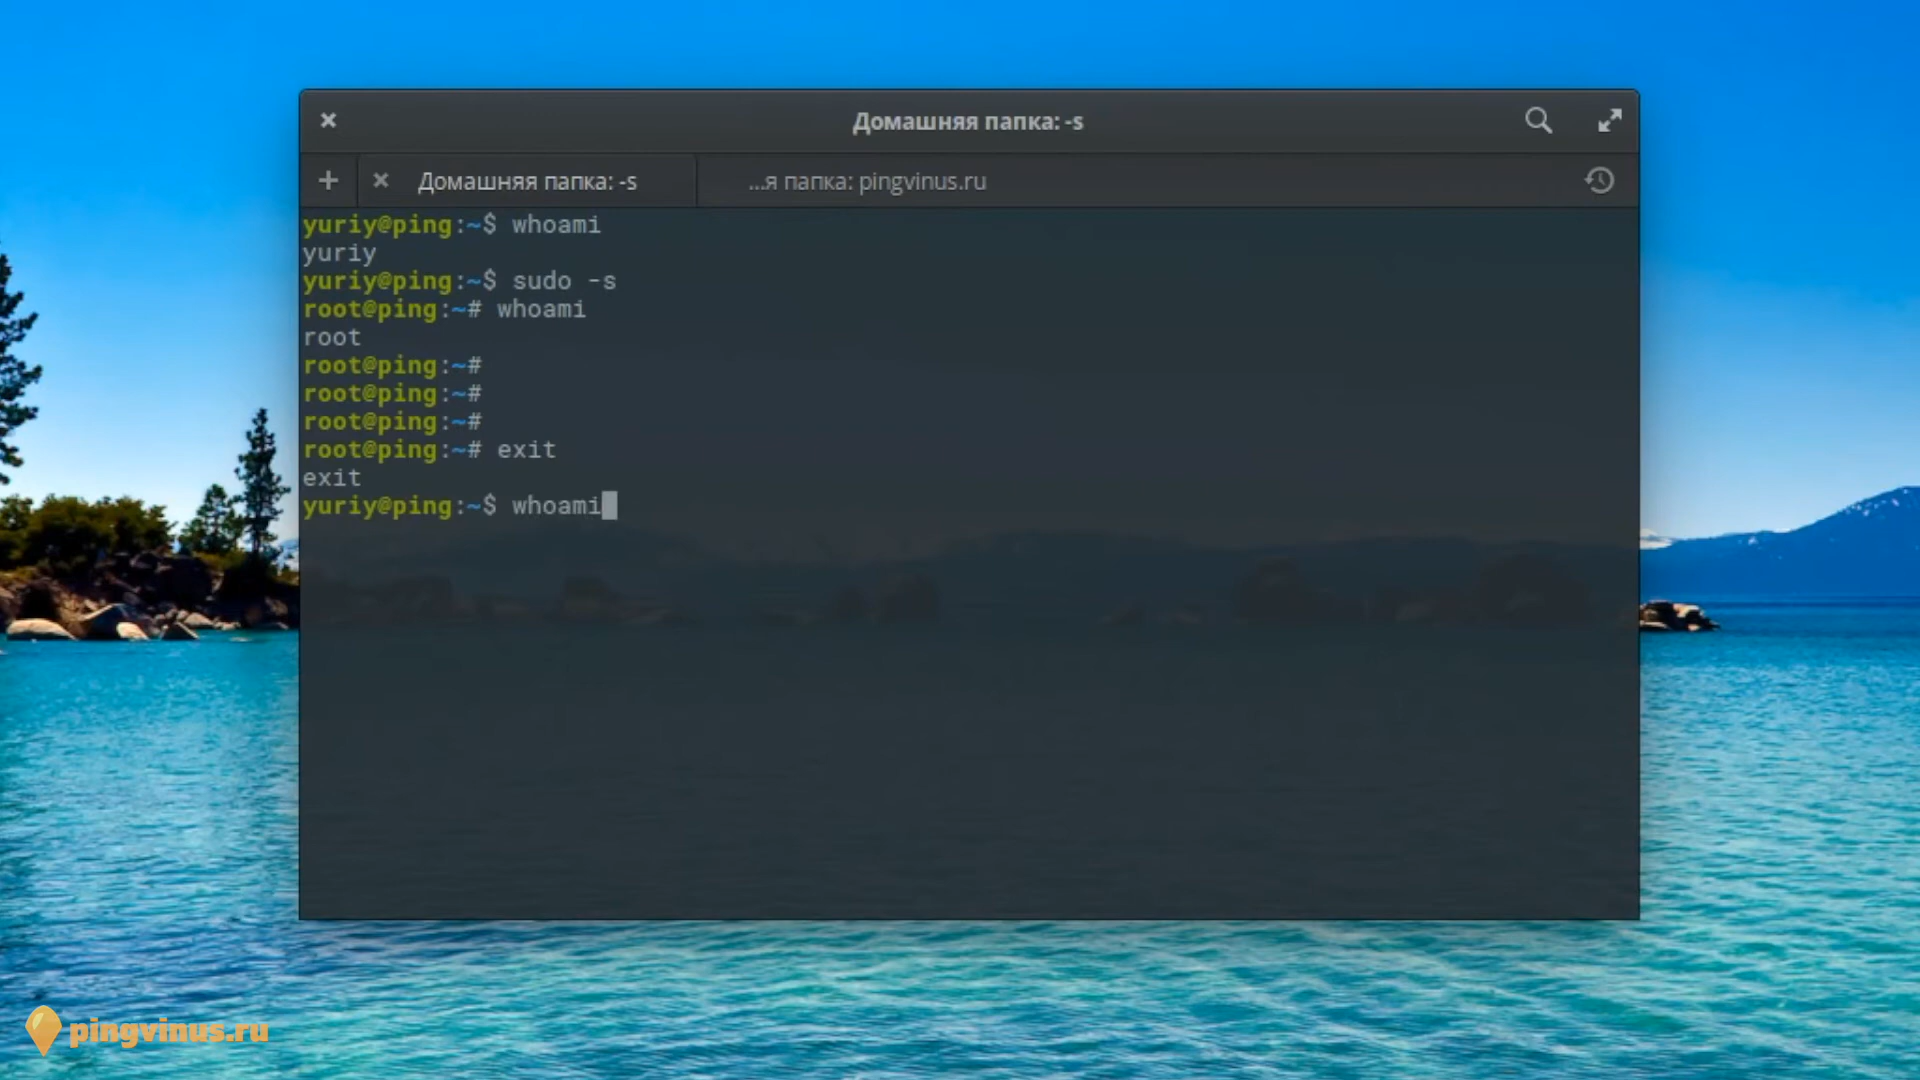 Домашняя папка: -s
Домашняя папка: -s
...я папка: pingvinus.ru
yuriy@ping:~$ whoami
yuriy
yuriy@ping:~$ sudo -s
root@ping:~# whoami
root
root@ping:~#
root@ping:~#
root@ping:~#
root@ping:~# exit
exit
yuriy@ping:~$ whoami
pingvinus.ru